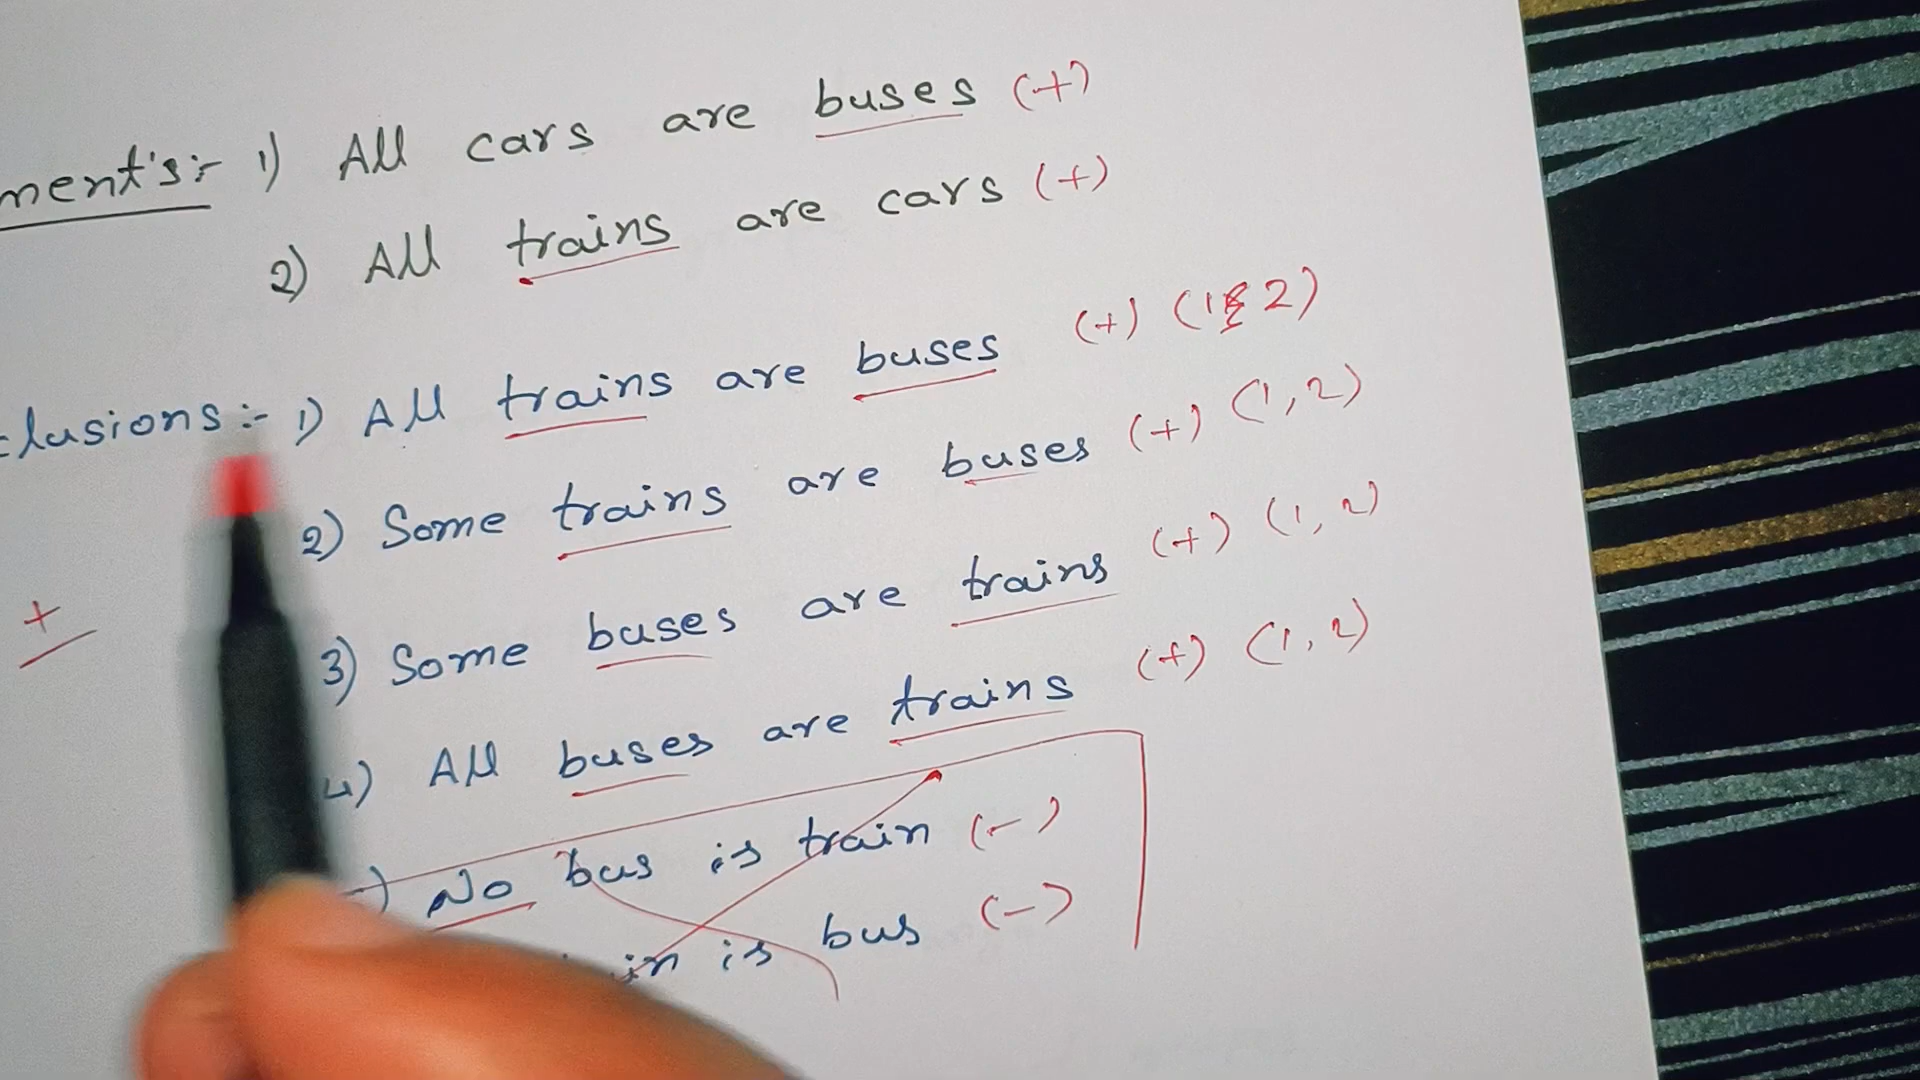 ment's:- 1) All cars are buses (+)
2) All trains are cars (+)
clusions:- 1) All trains are buses (+) (1 & 2)
2) Some trains are buses (+) (1, 2)
3) Some buses are trains (+) (1, 2)
+
4) All buses are trains (+) (1, 2)
No bus is train (-)
in is bus (-)